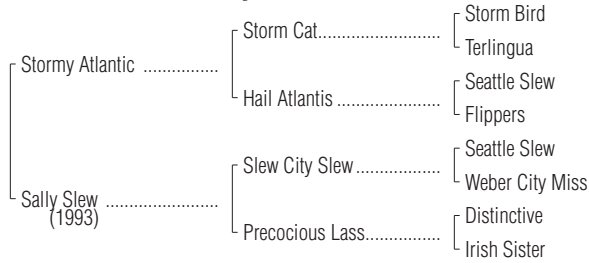 Storm Bird
Storm Cat..................
Terlingua
Stormy Atlantic ................
Seattle Slew
Hail Atlantis ......................
Flippers
Seattle Slew
Slew City Slew ..................
Weber City Miss
Sally Slew ........................
(1993)
Distinctive
Precocious Lass................
Irish Sister